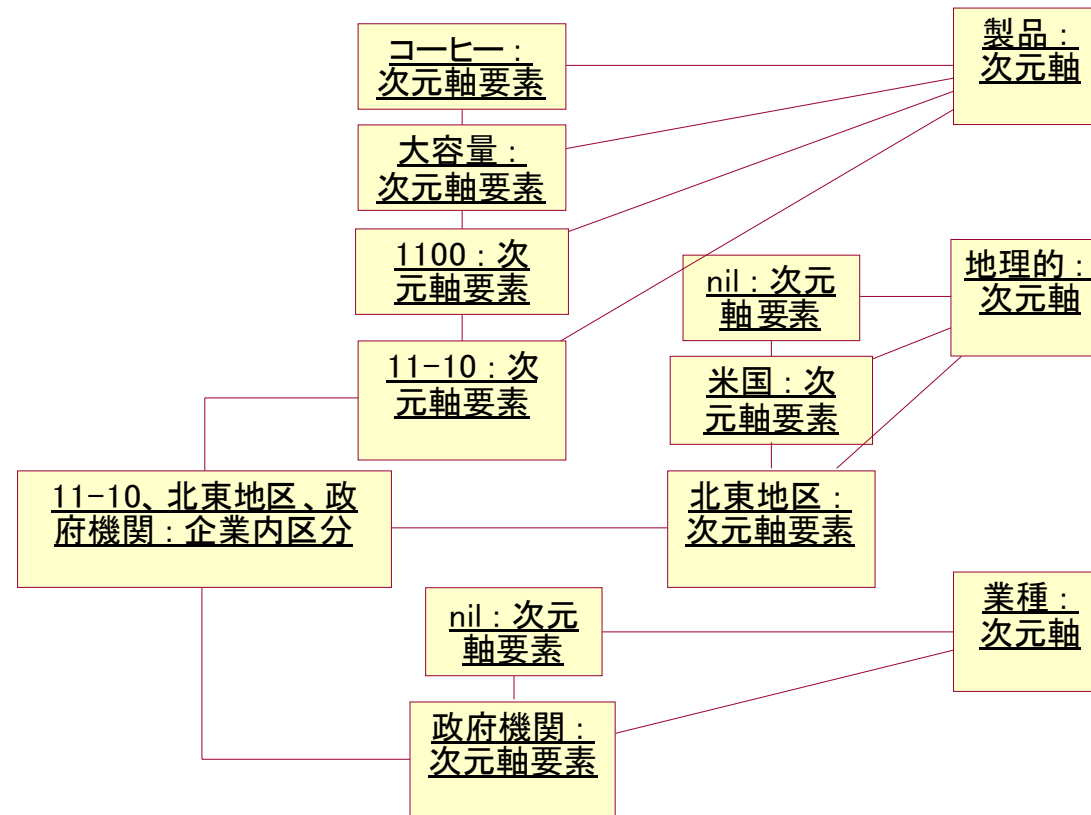 コーヒー：
次元軸要素
製品：
次元軸
大容量：
次元軸要素
1100：次
元軸要素
nil：次元
軸要素
地理的：
次元軸
11-10：次
元軸要素
米国：次
元軸要素
11-10、北東地区、政
府機関：企業内区分
北東地区：
次元軸要素
nil：次元
軸要素
業種：
次元軸
政府機関：
次元軸要素